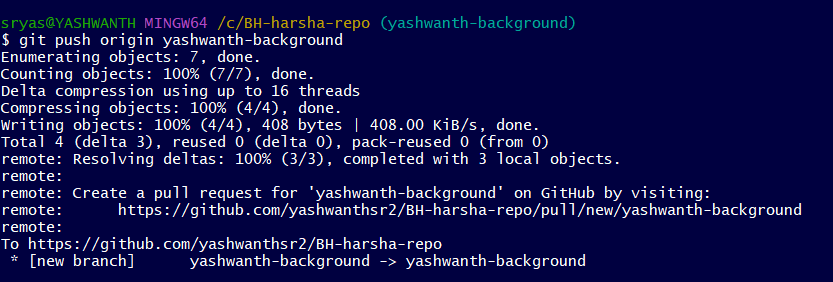 sryas@YASHWANTH MINGW64 /c/BH-harsha-repo (yashwanth-background)
$ git push origin yashwanth-background
Enumerating objects: 7, done.
Counting objects: 100% (7/7), done.
Delta compression using up to 16 threads
Compressing objects: 100% (4/4), done.
Writing objects: 100% (4/4), 408 bytes | 408.00 KiB/s, done.
Total 4 (delta 3), reused 0 (delta 0), pack-reused 0 (from 0)
remote: Resolving deltas: 100% (3/3), completed with 3 local objects.
remote:
remote: Create a pull request for 'yashwanth-background' on GitHub by visiting:
remote:      https://github.com/yashwanthsr2/BH-harsha-repo/pull/new/yashwanth-background
remote:
To https://github.com/yashwanthsr2/BH-harsha-repo
 * [new branch]      yashwanth-background -> yashwanth-background